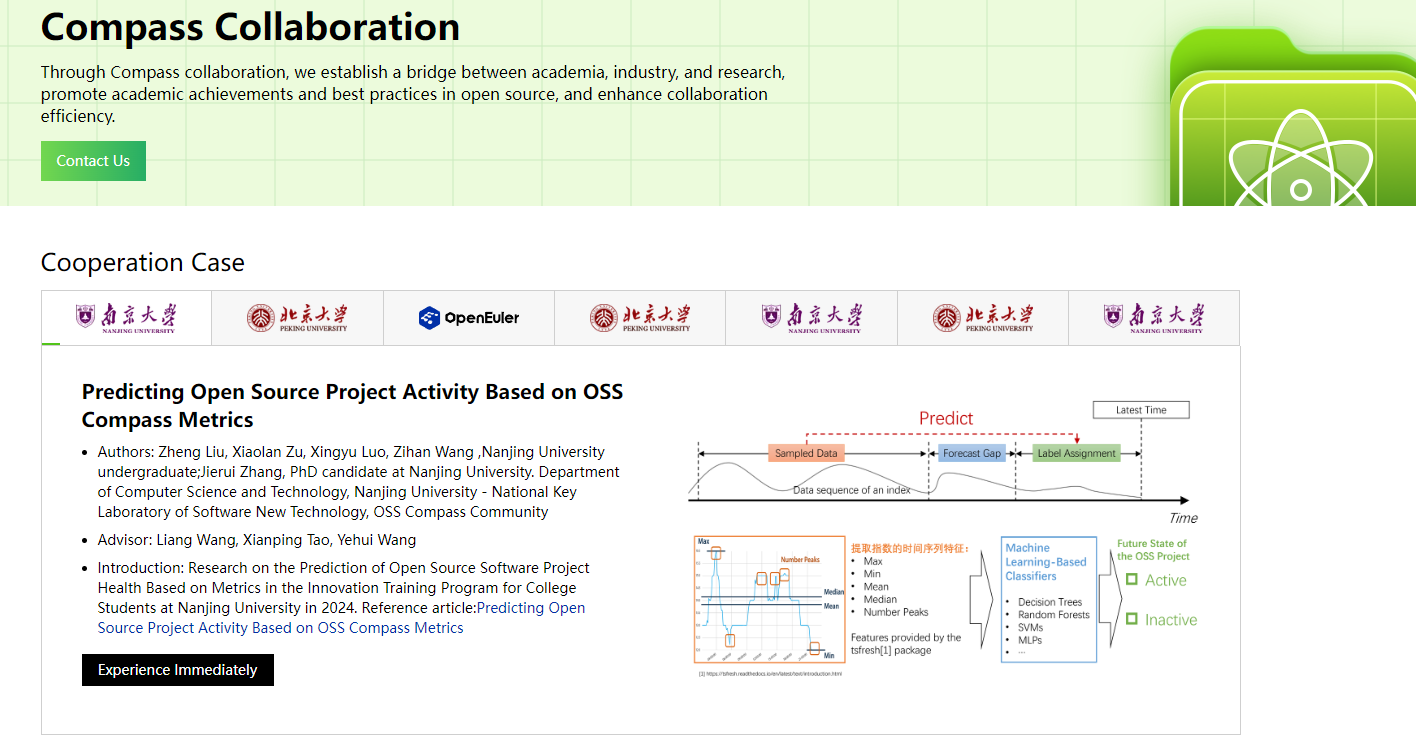 Compass Collaboration
Through Compass collaboration, we establish a bridge between academia, industry, and research,
promote academic achievements and best practices in open source, and enhance collaboration
efficiency.
Contact Us
Cooperation Case
南京大学
NANJING UNIVERSITY
北京大学
PEKING UNIVERSITY
OpenEuler
北京大学
PEKING UNIVERSITY
南京大学
NANJING UNIVERSITY
北京大学
PEKING UNIVERSITY
南京大学
NANJING UNIVERSITY
Predicting Open Source Project Activity Based on OSS
Compass Metrics
• Authors: Zheng Liu, Xiaolan Zu, Xingyu Luo, Zihan Wang ,Nanjing University
undergraduate;Jierui Zhang, PhD candidate at Nanjing University. Department
of Computer Science and Technology, Nanjing University - National Key
Laboratory of Software New Technology, OSS Compass Community
• Advisor: Liang Wang, Xianping Tao, Yehui Wang
• Introduction: Research on the Prediction of Open Source Software Project
Health Based on Metrics in the Innovation Training Program for College
Students at Nanjing University in 2024. Reference article:Predicting Open
Source Project Activity Based on OSS Compass Metrics
Experience Immediately
Latest Time
Predict
Sampled Data
Forecast Gap
Label Assignment
Data sequence of an index
Time
Max
Number Peaks
Median
Mean
Min
提取指数的时间序列特征：
• Max
• Min
• Mean
• Median
• Number Peaks
Features provided by the
tsfresh[1] package
Machine
Learning-Based
Classifiers
• Decision Trees
• Random Forests
• SVMs
• MLPs
• ...
Future State of
the OSS Project
Active
Inactive
[1] https://tsfresh.readthedocs.io/en/latest/text/introduction.html